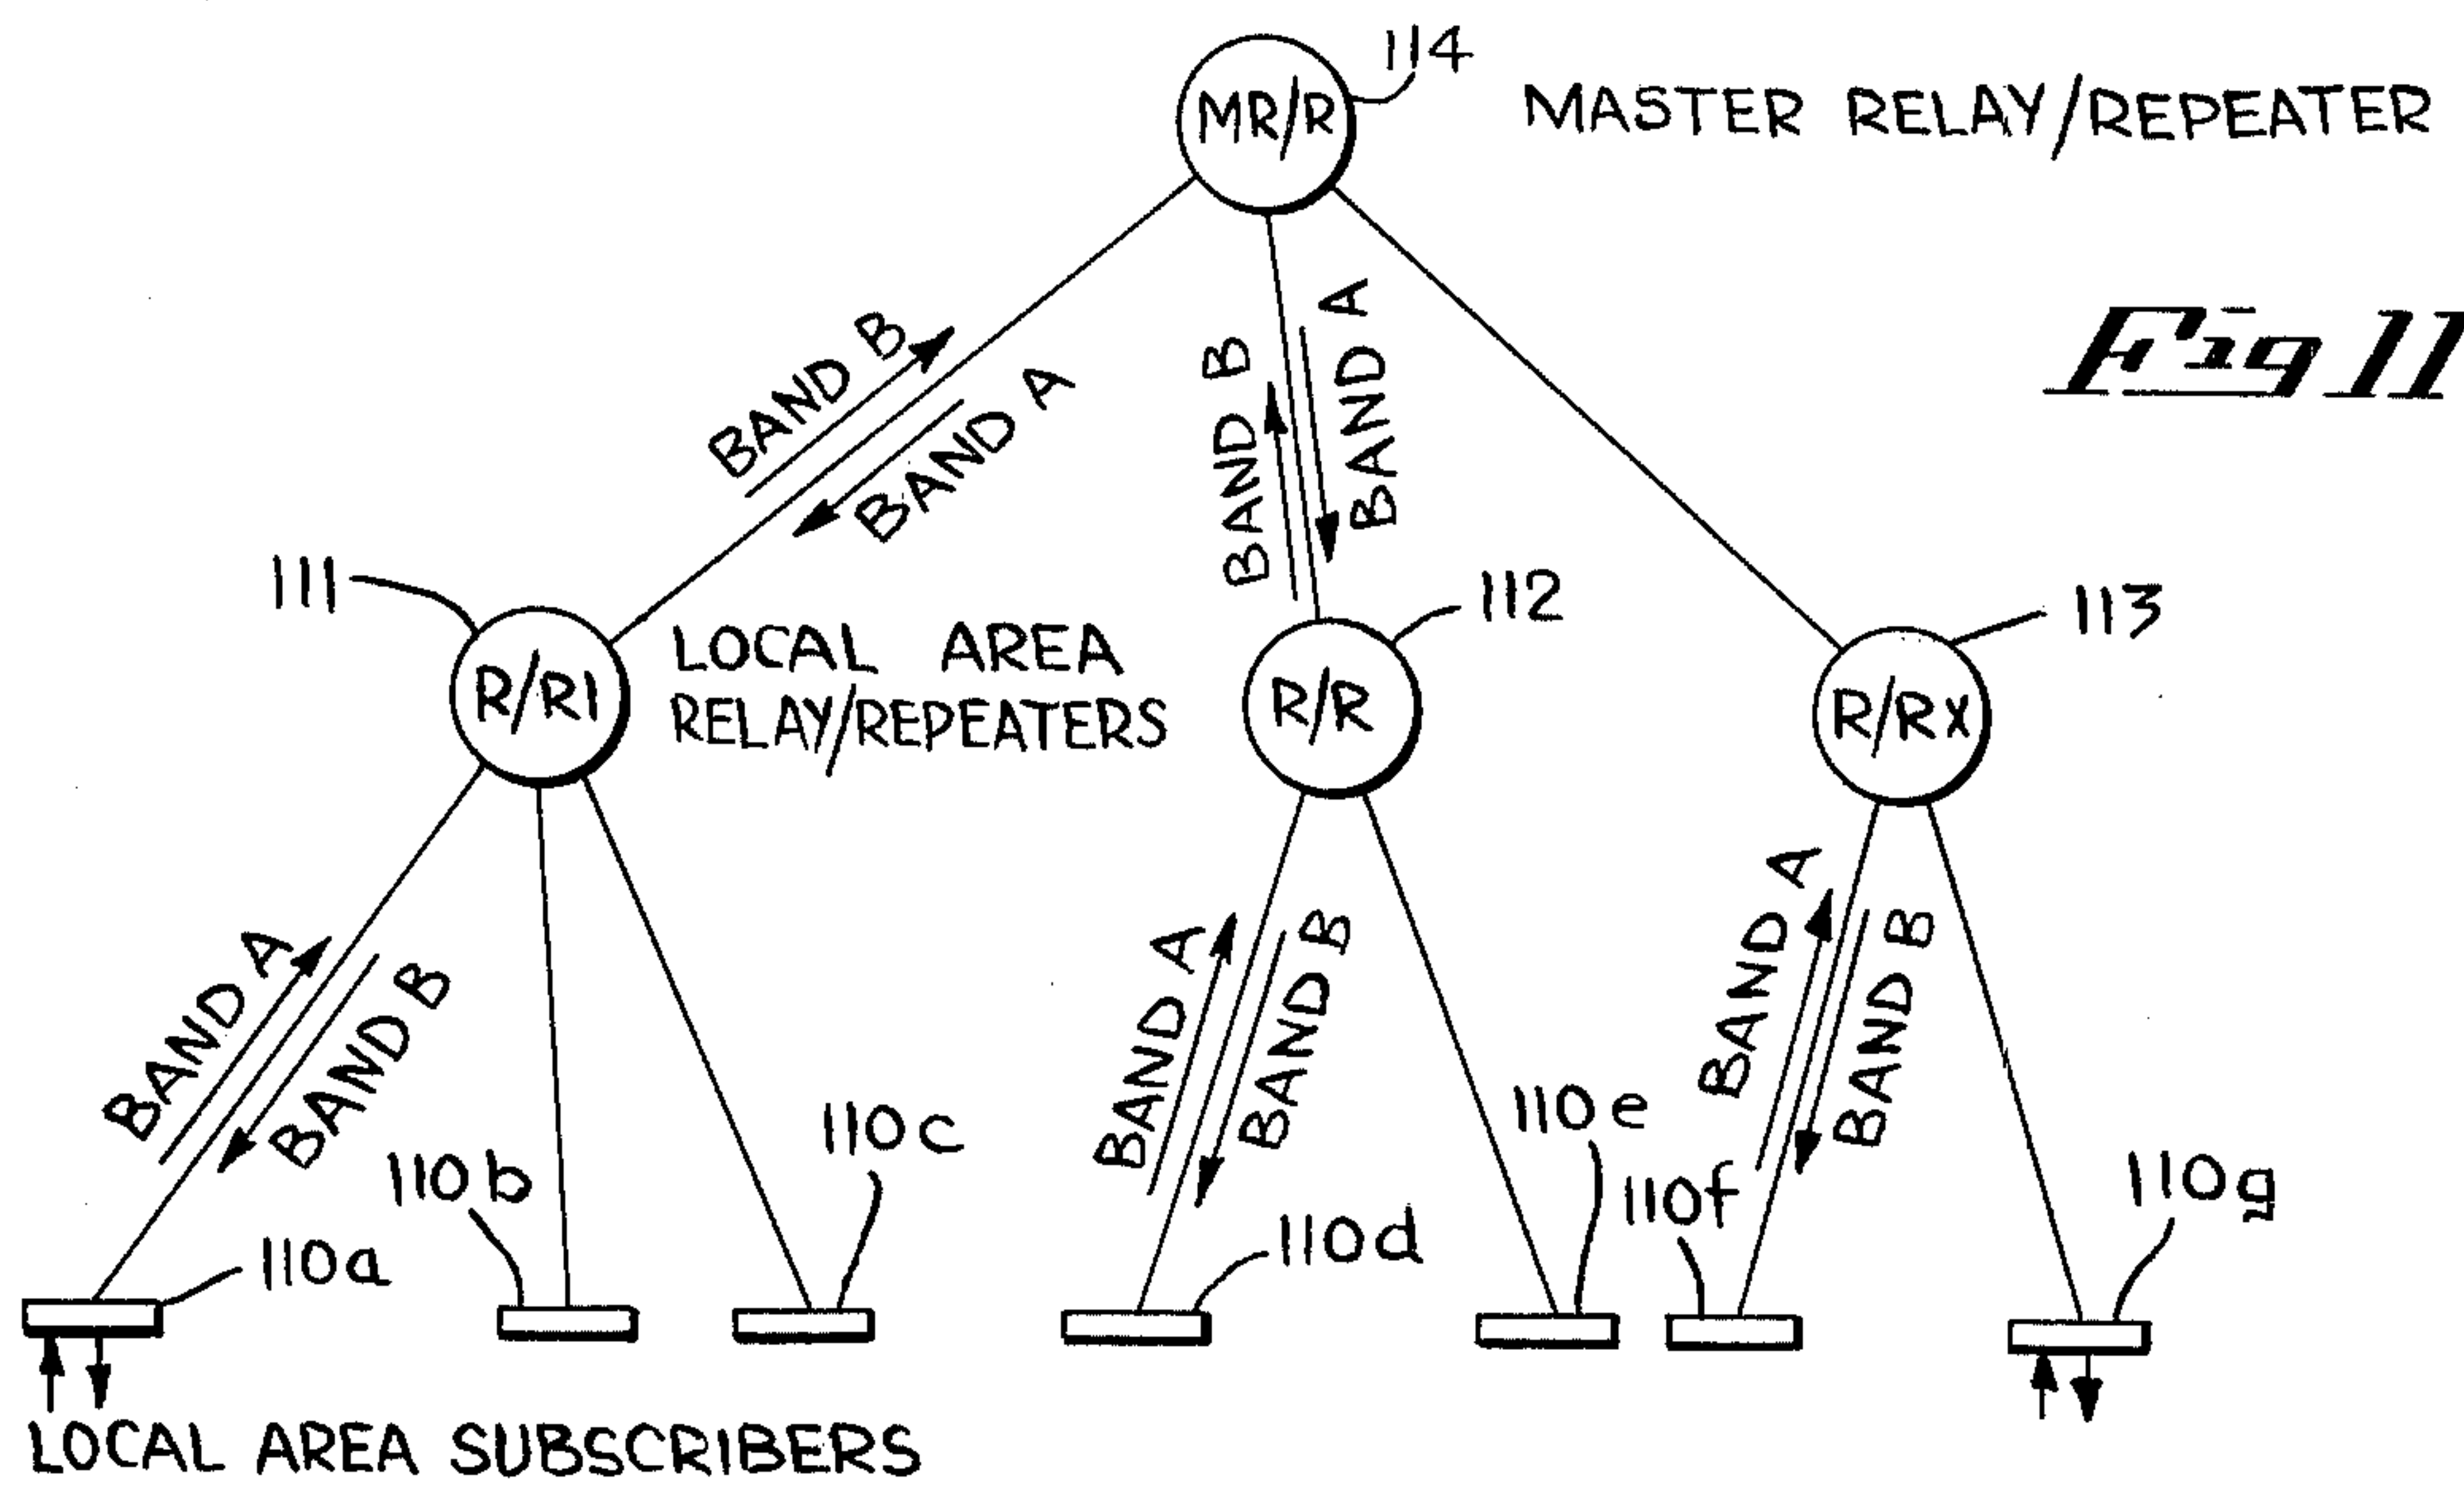 114
MR/R
MASTER RELAY/REPEATER
Fig 11
BAND B
BAND A
BAND B
BAND A
111
112
113
R/R1
LOCAL AREA
RELAY/REPEATERS
R/R
R/RX
BAND A
BAND B
BAND A
BAND B
BAND A
BAND B
110a
110b
110c
110d
110e
110f
110g
LOCAL AREA SUBSCRIBERS